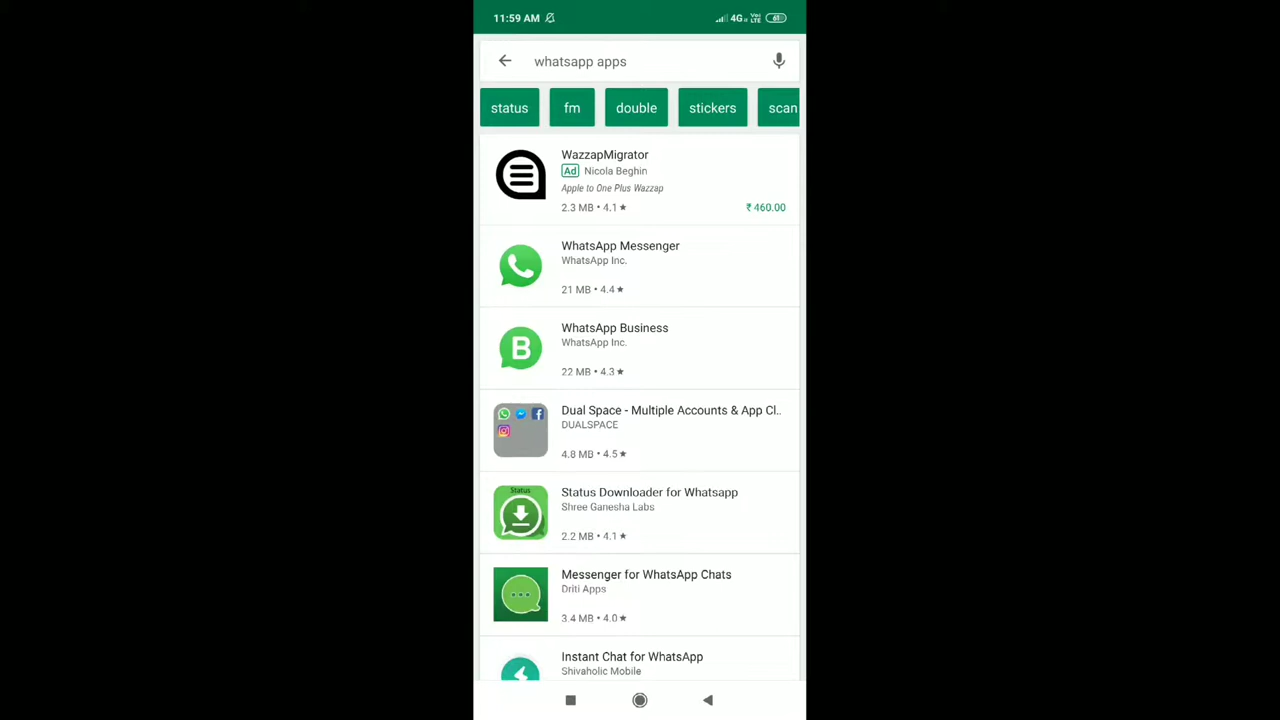 11:59 AM 4G Vo) LTE 61
whatsapp apps
status fm double stickers scan
WazzapMigrator
Ad Nicola Beghin
Apple to One Plus Wazzap
2.3 MB • 4.1 ★ ₹ 460.00
WhatsApp Messenger
WhatsApp Inc.
21 MB • 4.4 ★
B
WhatsApp Business
WhatsApp Inc.
22 MB • 4.3 ★
Dual Space - Multiple Accounts & App Cl..
DUALSPACE
4.8 MB • 4.5 ★
Status
Status Downloader for Whatsapp
Shree Ganesha Labs
2.2 MB • 4.1 ★
Messenger for WhatsApp Chats
Driti Apps
3.4 MB • 4.0 ★
Instant Chat for WhatsApp
Shivaholic Mobile